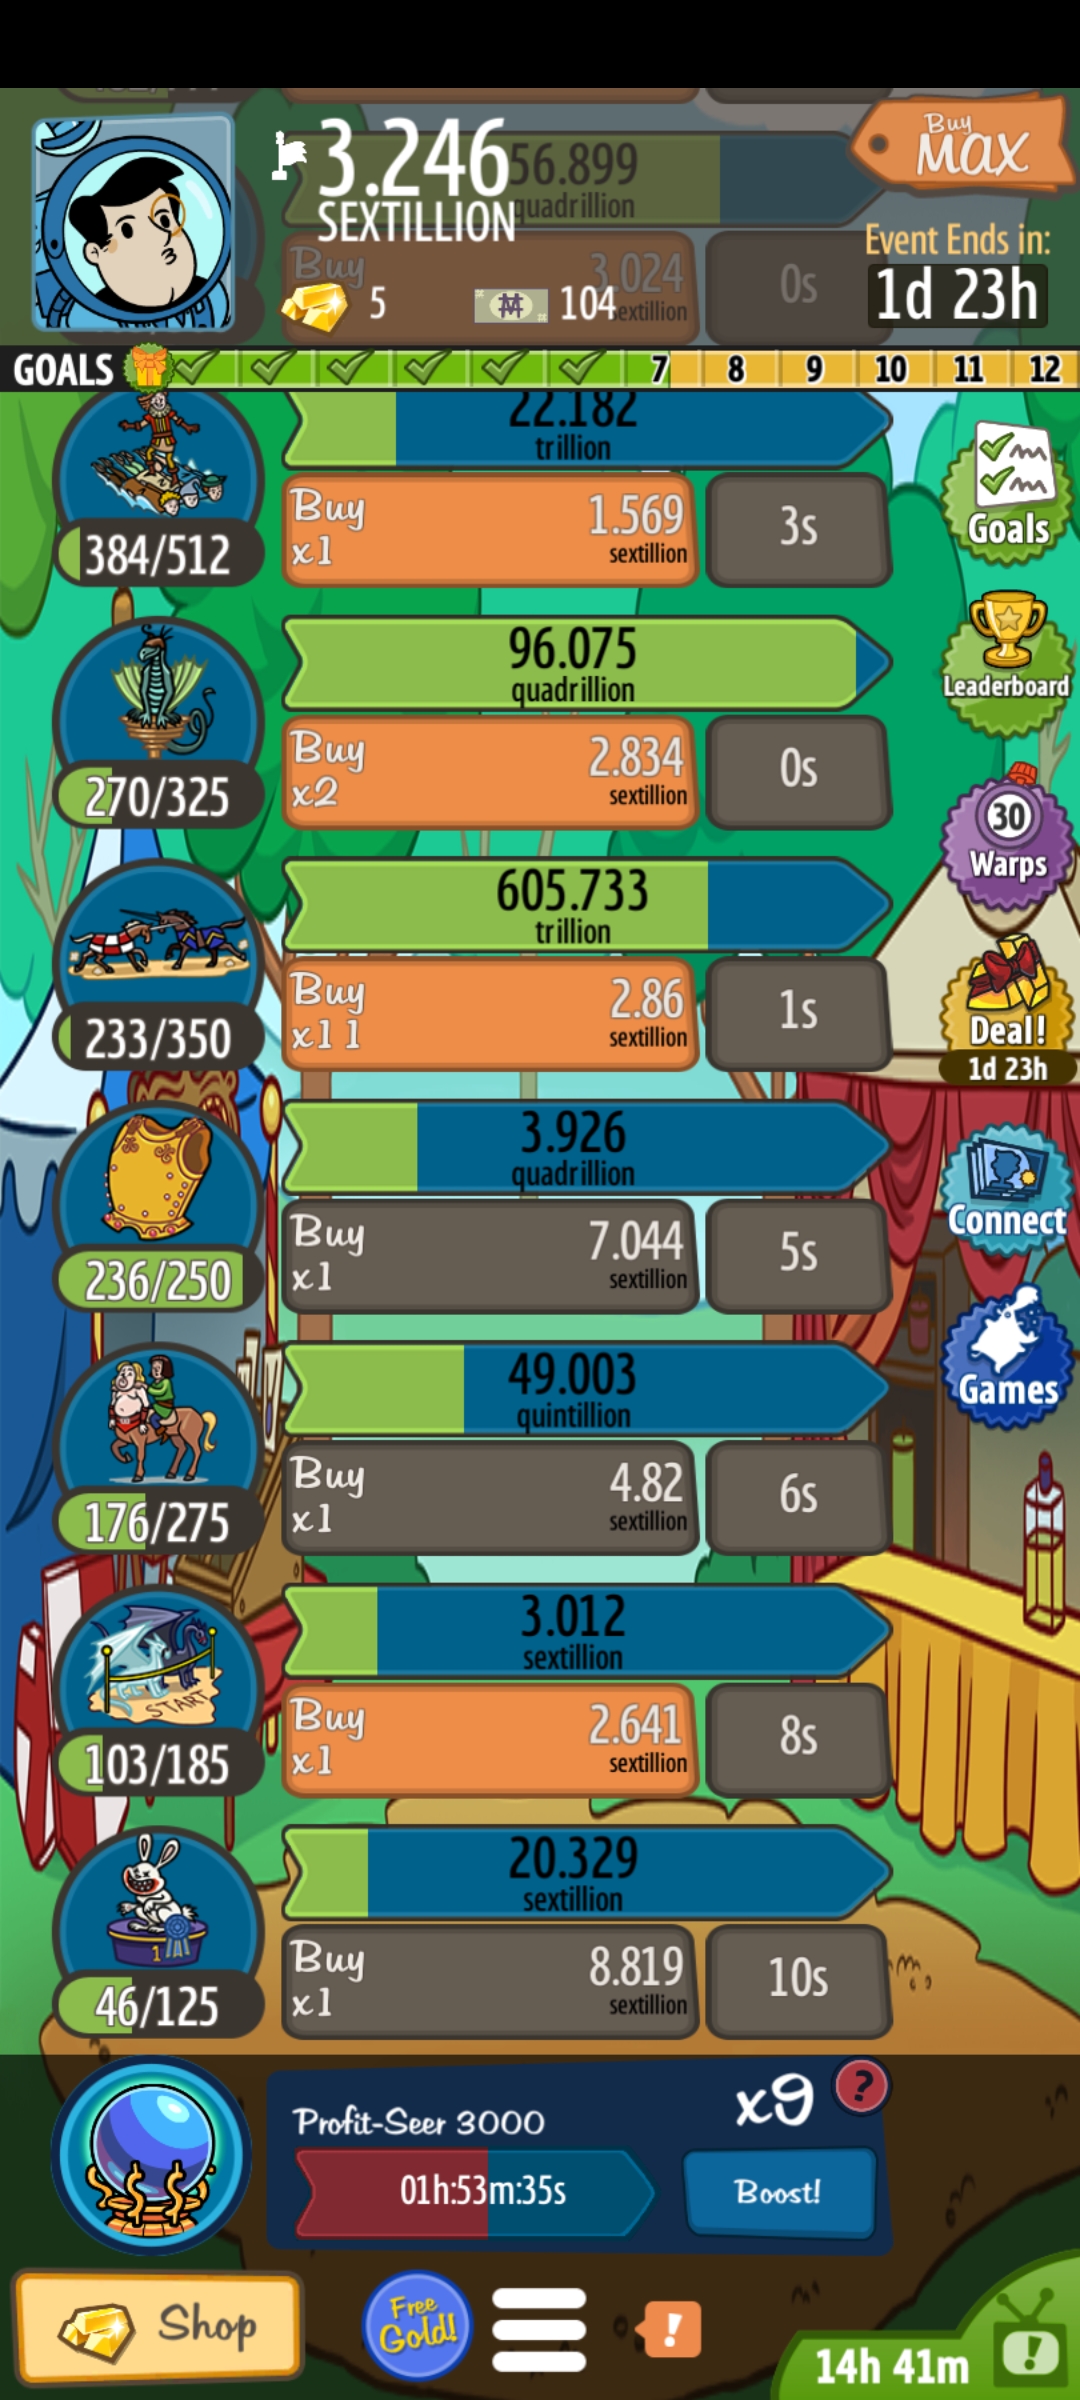 3.246
SEXTILLION
56.899
quadrillion
Buy
MAX
Event Ends in:
1d 23h
Buy
3.024
sextillion
0s
5
104
GOALS
7 8 9 10 11 12
22.182
trillion
Buy
x1
1.569
sextillion
3s
384/512
Goals
96.075
quadrillion
Buy
x2
2.834
sextillion
0s
270/325
Leaderboard
30
Warps
605.733
trillion
Buy
x11
2.86
sextillion
1s
233/350
Deal!
1d 23h
3.926
quadrillion
Buy
x1
7.044
sextillion
5s
236/250
Connect
49.003
quintillion
Buy
x1
4.82
sextillion
6s
176/275
Games
3.012
sextillion
START
Buy
x1
2.641
sextillion
8s
103/185
20.329
sextillion
1
Buy
x1
8.819
sextillion
10s
46/125
Profit-Seer 3000
x9
?
01h:53m:35s
Boost!
Shop
Free
Gold!
!
14h 41m
!